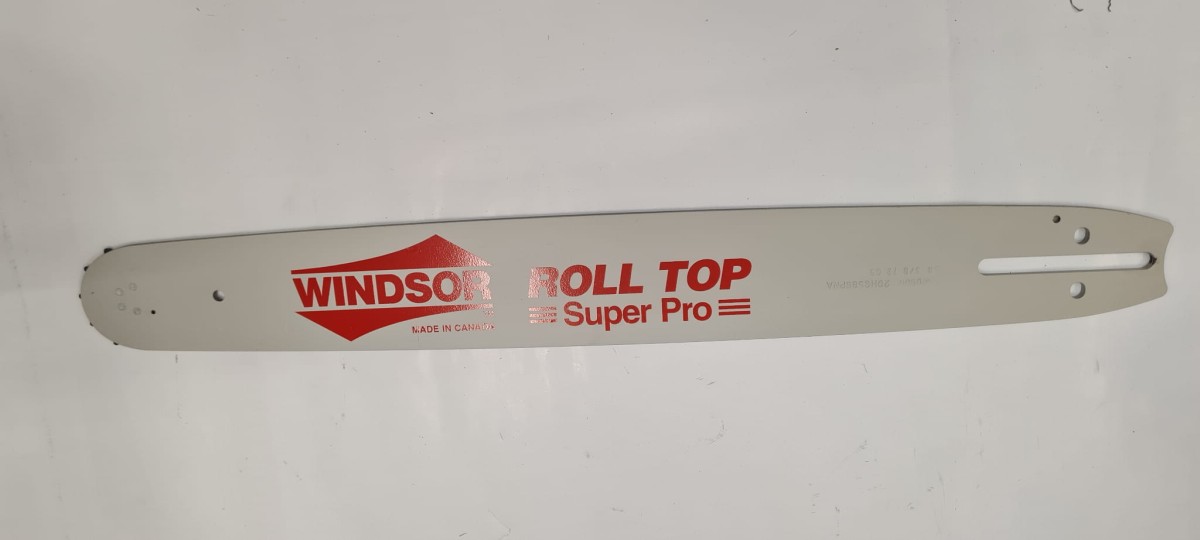 WINDSOR
MADE IN CANADA
ROLL TOP
Super Pro